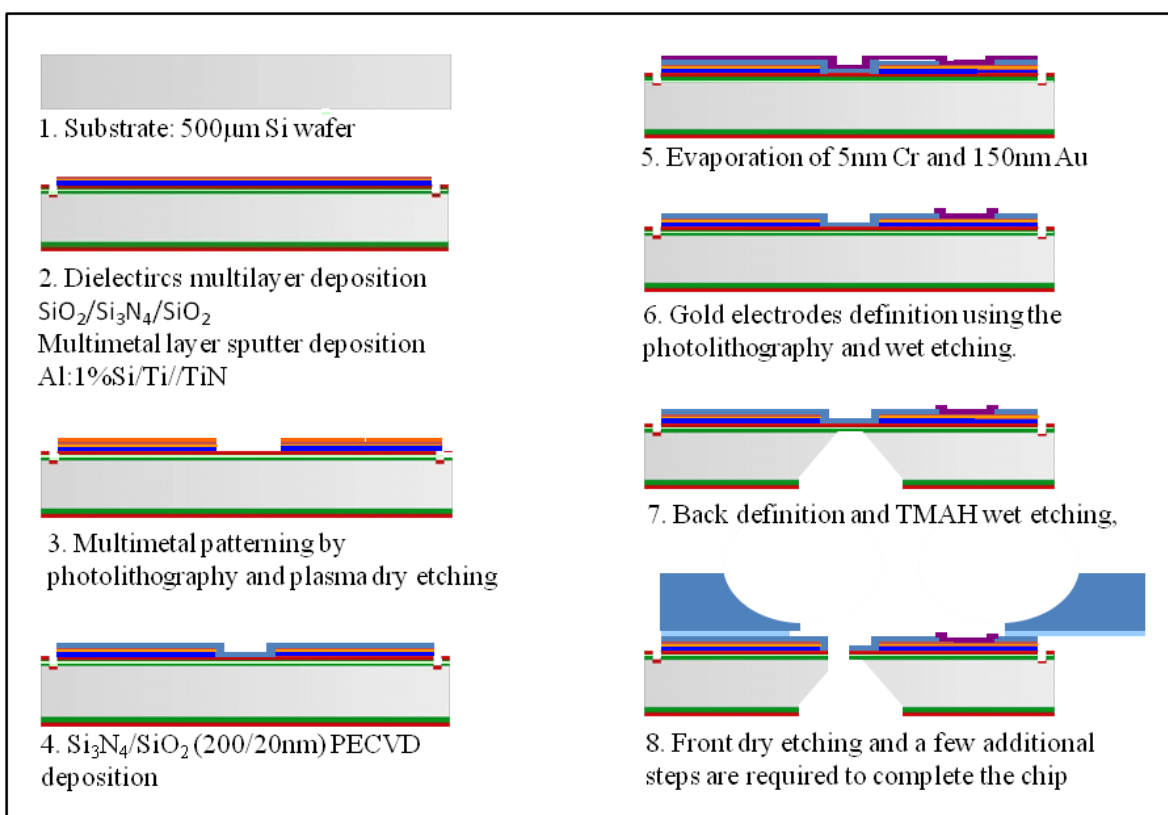 1. Substrate: 500µm Si wafer
2. Dielectircs multilayer deposition
SiO₂/Si₃N₄/SiO₂
Multimetal layer sputter deposition
Al:1%Si/Ti//TiN
3. Multimetal patterning by
photolithography and plasma dry etching
4. Si₃N₄/SiO₂ (200/20nm) PECVD
deposition
5. Evaporation of 5nm Cr and 150nm Au
6. Gold electrodes definition using the
photolithography and wet etching.
7. Back definition and TMAH wet etching,
8. Front dry etching and a few additional
steps are required to complete the chip